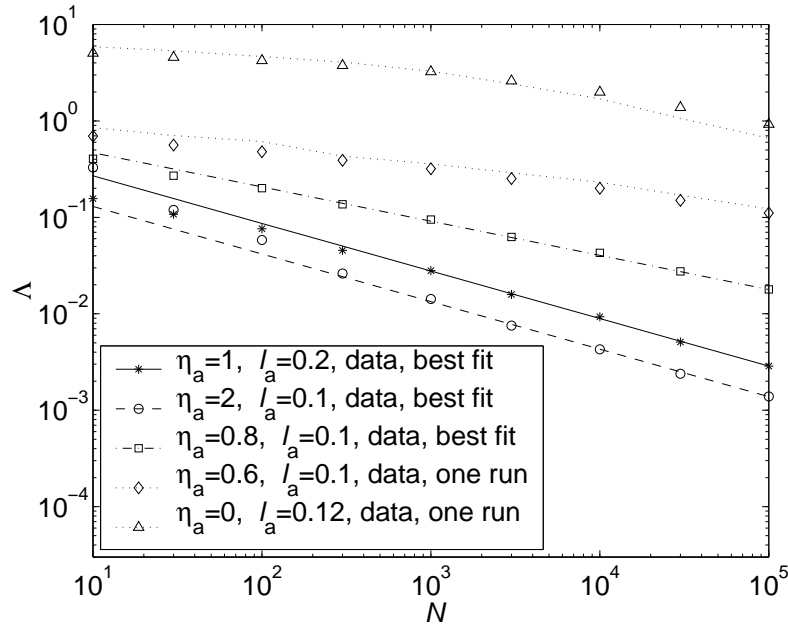 10^1
10^0
10^-1
10^-2
10^-3
10^-4
Λ
η_a=1, l_a=0.2, data, best fit
η_a=2, l_a=0.1, data, best fit
η_a=0.8, l_a=0.1, data, best fit
η_a=0.6, l_a=0.1, data, one run
η_a=0, l_a=0.12, data, one run
10^1 10^2 10^3 10^4 10^5
N